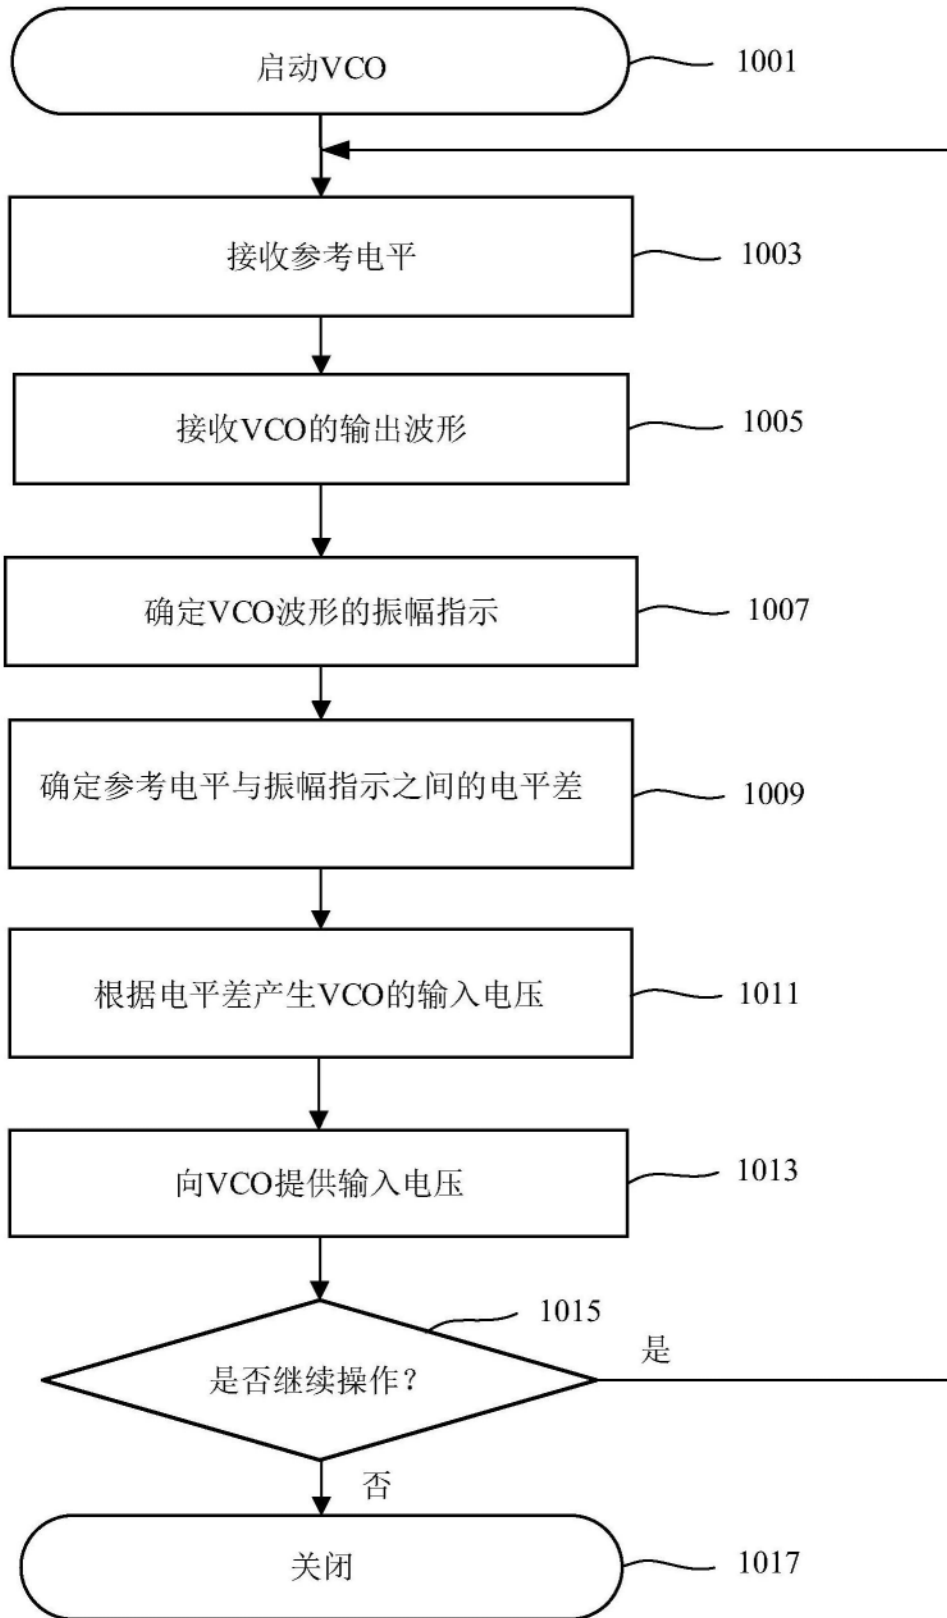 启动VCO
1001
接收参考电平
1003
接收VCO的输出波形
1005
确定VCO波形的振幅指示
1007
确定参考电平与振幅指示之间的电平差
1009
根据电平差产生VCO的输入电压
1011
向VCO提供输入电压
1013
1015
是否继续操作?
是
否
关闭
1017